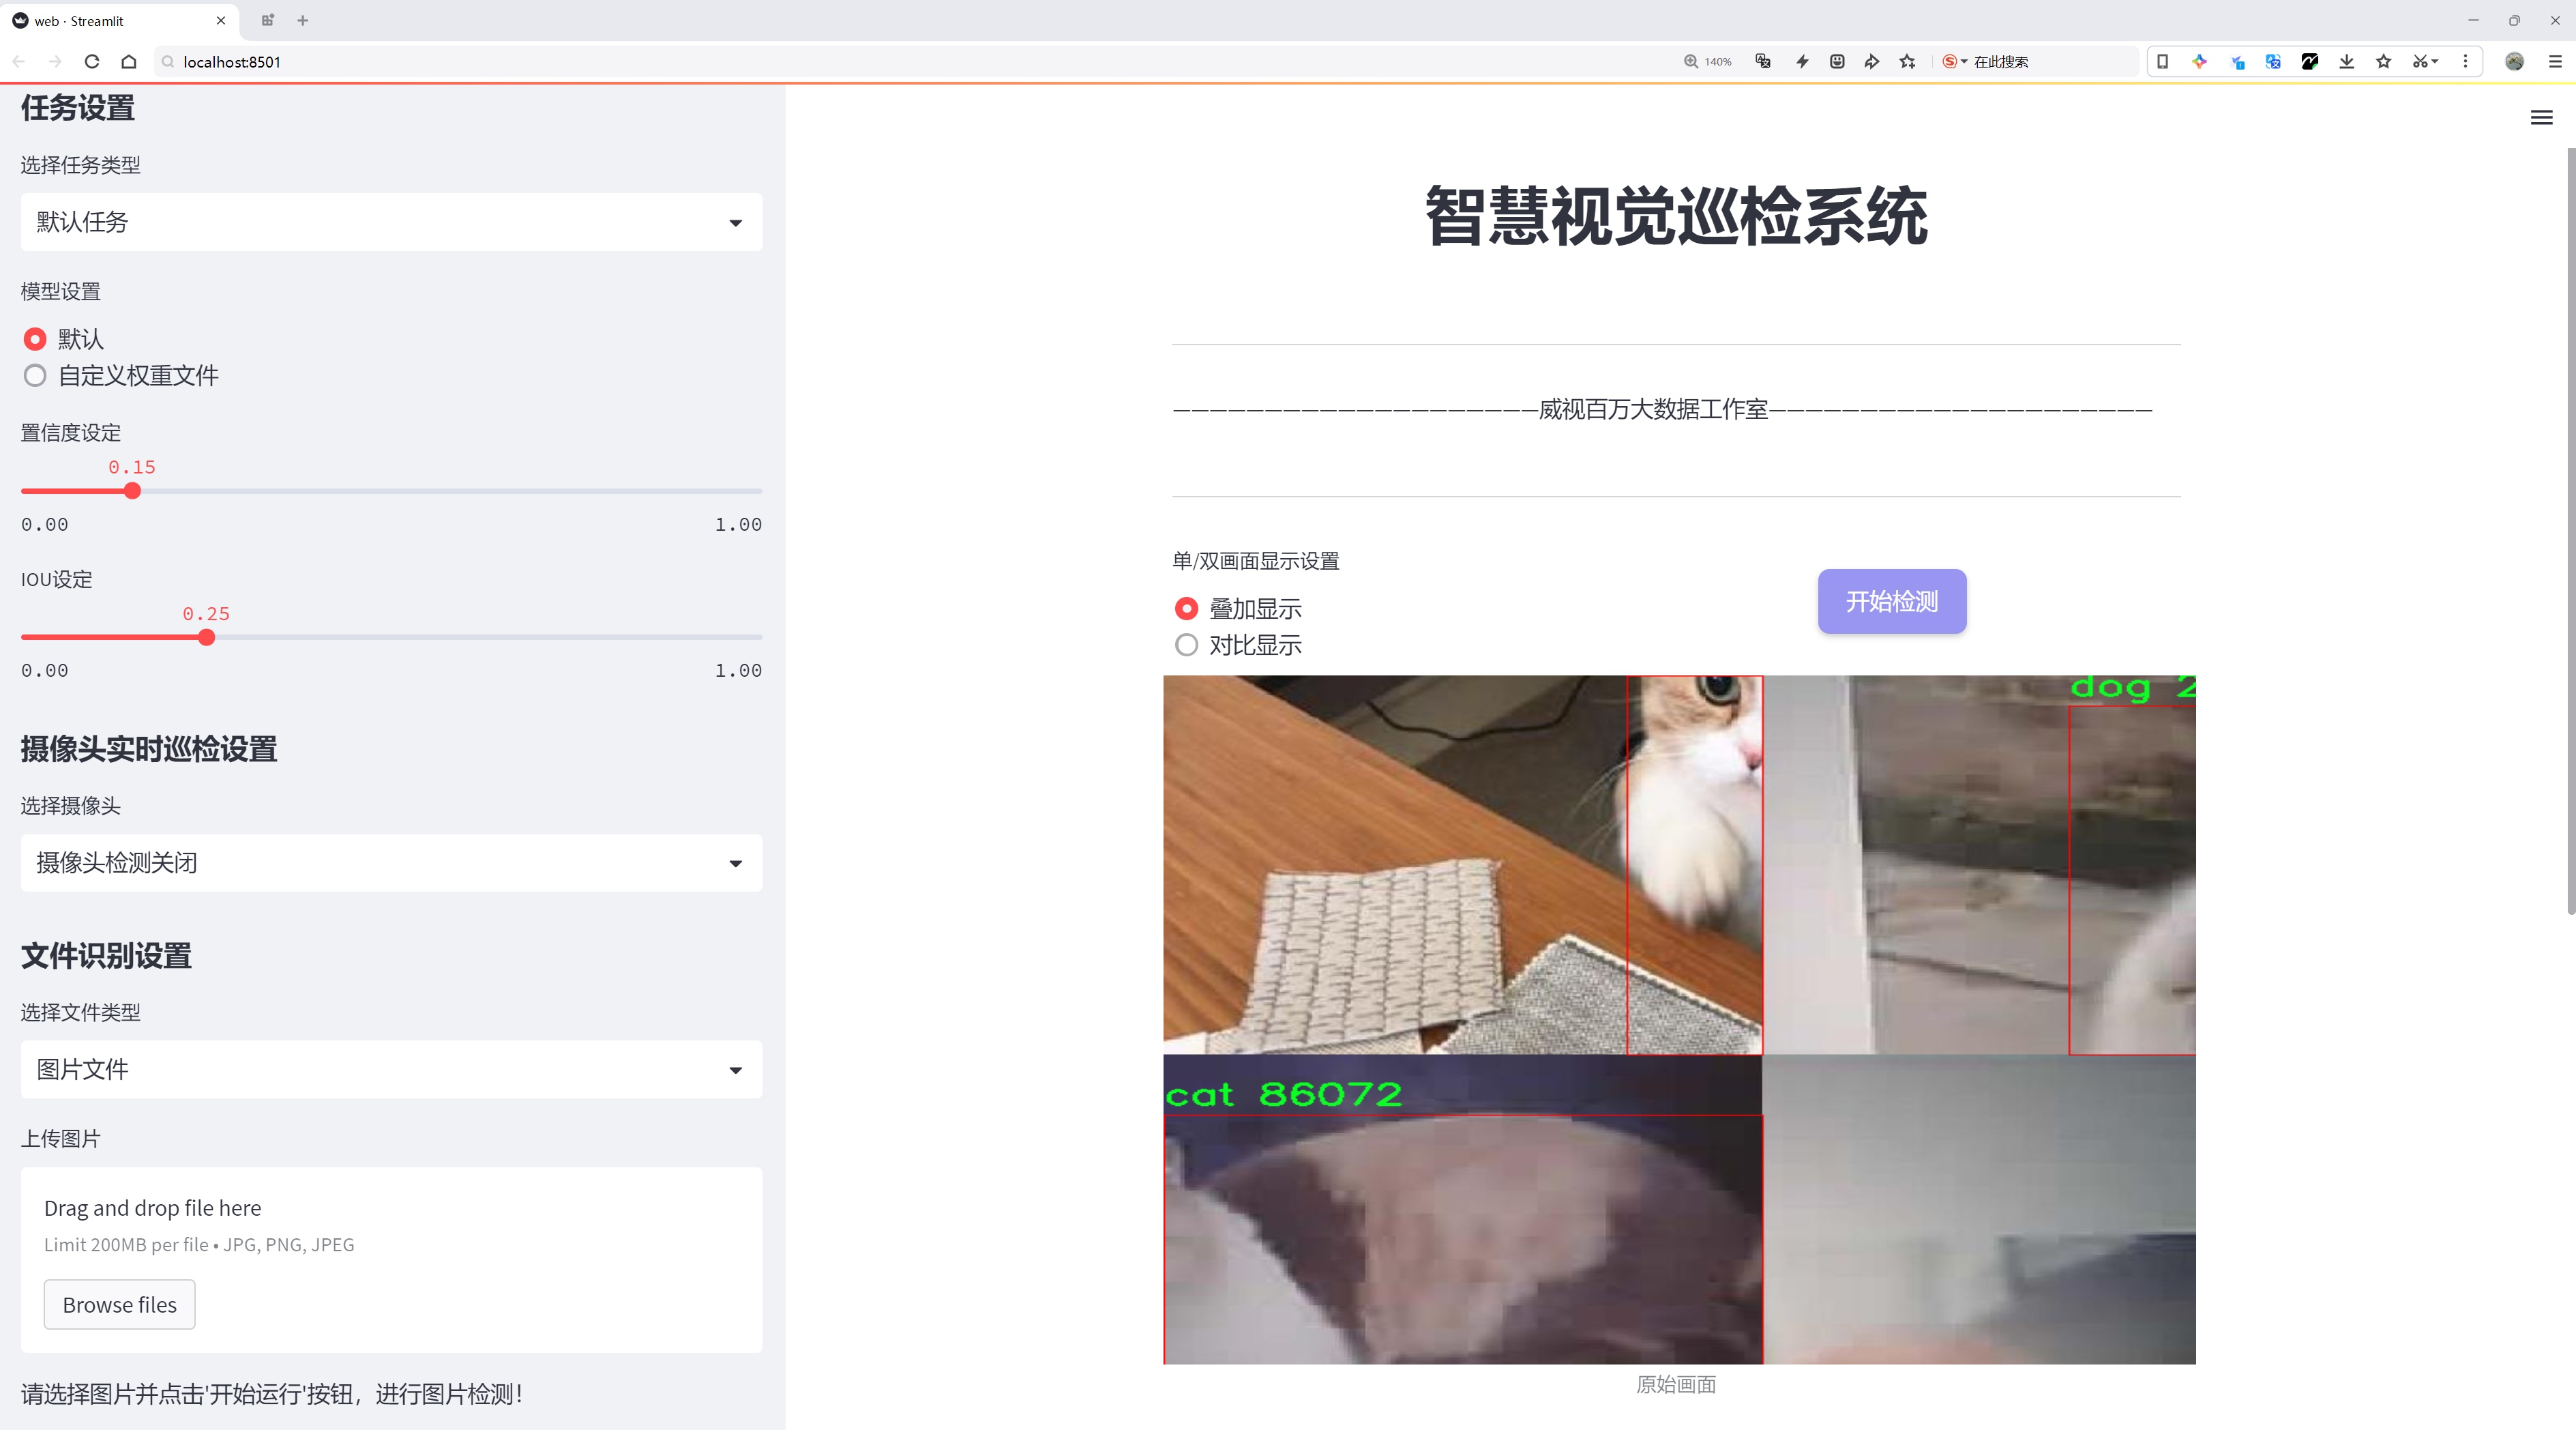 web · Streamlit
localhost:8501
140%
在此搜索
任务设置
选择任务类型
默认任务
模型设置
默认
自定义权重文件
置信度设定
0.15
0.00
1.00
IOU设定
0.25
0.00
1.00
摄像头实时巡检设置
选择摄像头
摄像头检测关闭
文件识别设置
选择文件类型
图片文件
上传图片
Drag and drop file here
Limit 200MB per file • JPG, PNG, JPEG
Browse files
请选择图片并点击'开始运行'按钮，进行图片检测！
智慧视觉巡检系统
————————————————————威视百万大数据工作室—————————————————————
单/双画面显示设置
叠加显示
对比显示
开始检测
dog 2
cat 86072
原始画面